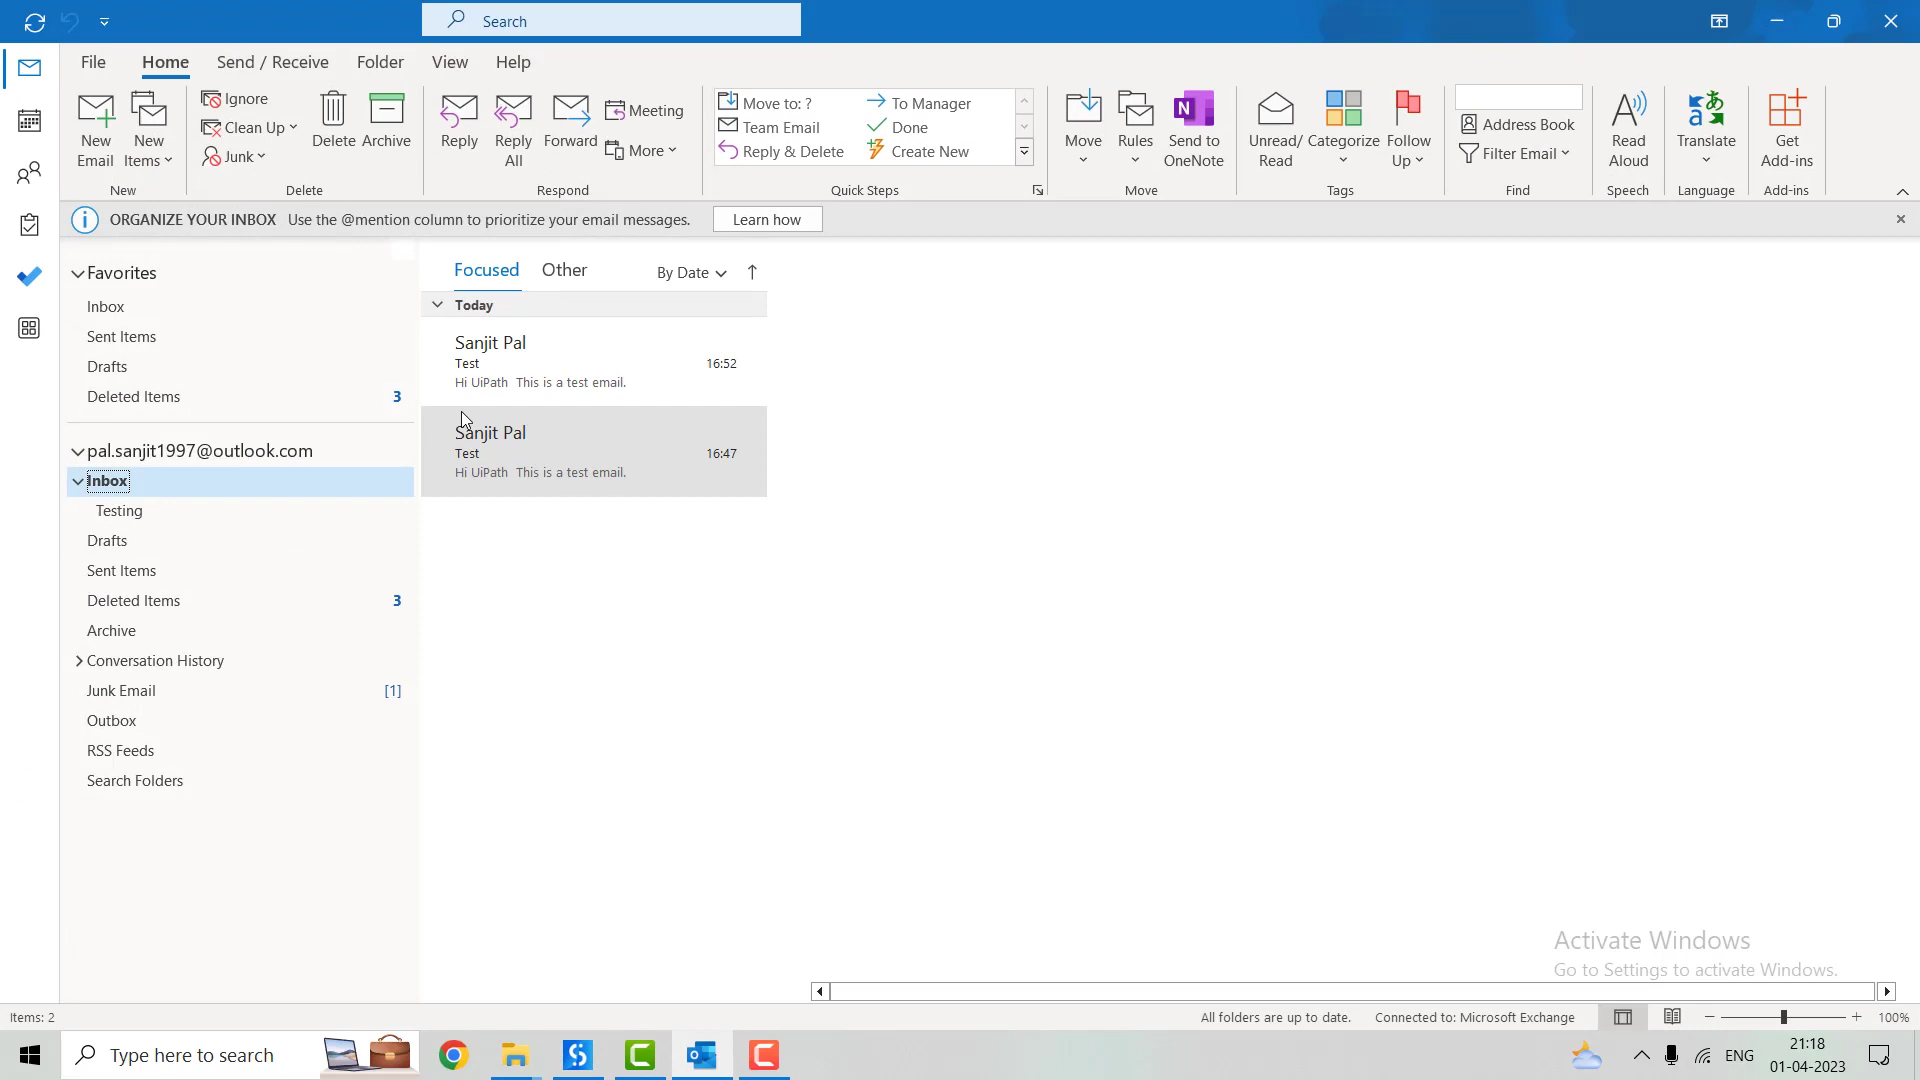 Search
File Home Send / Receive Folder View Help
New Email
New Items
Ignore
Clean Up
Junk
Delete
Archive
Reply
Reply All
Forward
Meeting
More
Move to: ?
Team Email
Reply & Delete
To Manager
Done
Create New
Move
Rules
Send to OneNote
Unread/ Read
Categorize
Follow Up
Address Book
Filter Email
Read Aloud
Translate
Get Add-ins
New Delete Respond Quick Steps Move Tags Find Speech Language Add-ins
ORGANIZE YOUR INBOX Use the @mention column to prioritize your email messages. Learn how
Favorites
Inbox
Sent Items
Drafts
Deleted Items 3
pal.sanjit1997@outlook.com
Inbox
Testing
Drafts
Sent Items
Deleted Items 3
Archive
Conversation History
Junk Email [1]
Outbox
RSS Feeds
Search Folders
Focused Other By Date
Today
Sanjit Pal
Test 16:52
Hi UiPath This is a test email.
Sanjit Pal
Test 16:47
Hi UiPath This is a test email.
Activate Windows
Go to Settings to activate Windows.
Items: 2 All folders are up to date. Connected to: Microsoft Exchange 100%
Type here to search
ENG
21:18
01-04-2023